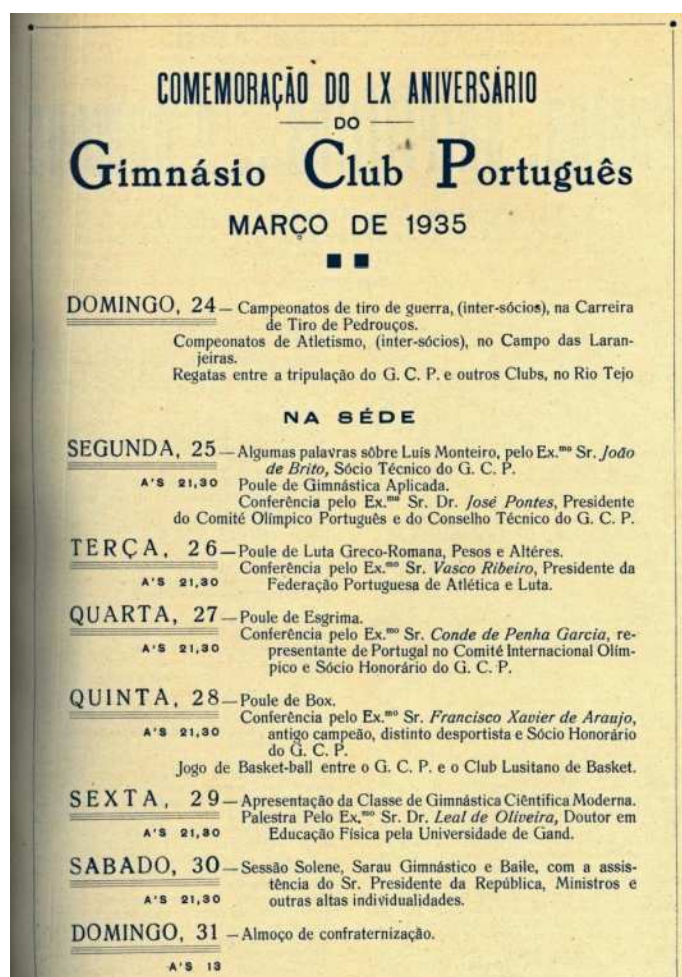 COMEMORAÇÃO DO LX ANIVERSÁRIO
DO
Gimnásio Club Português
MARÇO DE 1935
DOMINGO, 24 — Campeonatos de tiro de guerra, (inter-sócios), na Carreira
de Tiro de Pedrouços.
Compeonatos de Atletismo, (inter-sócios), no Campo das Laran-
jeiras.
Regatas entre a tripulação do G. C. P. e outros Clubs, no Rio Tejo
NA SÉDE
SEGUNDA, 25 — Algumas palavras sôbre Luís Monteiro, pelo Ex.mo Sr. João
de Brito, Sócio Técnico do G. C. P.
A'S 21,30 Poule de Gimnástica Aplicada.
Conferência pelo Ex.mo Sr. Dr. José Pontes, Presidente
do Comité Olímpico Português e do Conselho Técnico do G. C. P.
TERÇA, 26 — Poule de Luta Greco-Romana, Pesos e Altéres.
Conferência pelo Ex.mo Sr. Vasco Ribeiro, Presidente da
A'S 21,30 Federação Portuguesa de Atlética e Luta.
QUARTA, 27 — Poule de Esgrima.
Conferência pelo Ex.mo Sr. Conde de Penha Garcia, re-
A'S 21,30 presentante de Portugal no Comité Internacional Olím-
pico e Sócio Honorário do G. C. P.
QUINTA, 28 — Poule de Box.
Conferência pelo Ex.mo Sr. Francisco Xavier de Araujo,
A'S 21,30 antigo campeão, distinto desportista e Sócio Honorário
do G. C. P.
Jogo de Basket-ball entre o G. C. P. e o Club Lusitano de Basket.
SEXTA, 29 — Apresentação da Classe de Gimnástica Ciêntifica Moderna.
Palestra Pelo Ex.mo Sr. Dr. Leal de Oliveira, Doutor em
A'S 21,30 Educação Física pela Universidade de Gand.
SABADO, 30 — Sessão Solene, Sarau Gimnástico e Baile, com a assis-
tência do Sr. Presidente da República, Ministros e
A'S 21,30 outras altas individualidades.
DOMINGO, 31 — Almoço de confraternização.
A'S 13